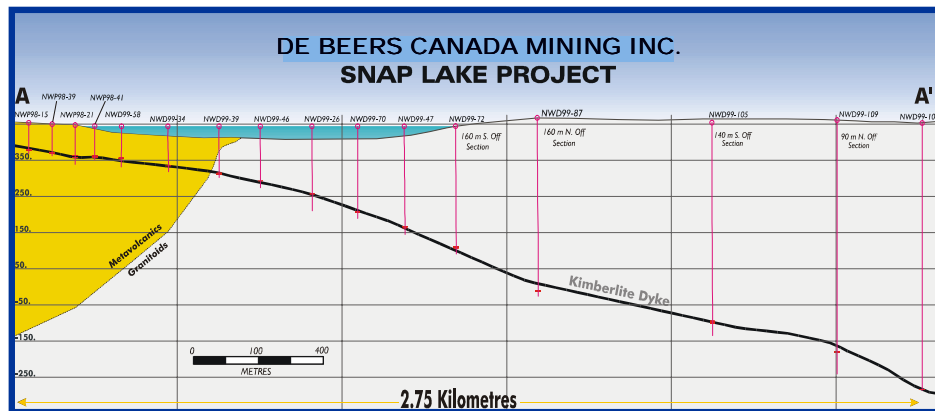 DE BEERS CANADA MINING INC.
SNAP LAKE PROJECT
A
A'
NWP98-39
NWP98-41
NWP98-15
NWP98-21
NWD99-58
NWD99-34
NWD99-39
NWD99-46
NWD99-26
NWD99-70
NWD99-47
NWD99-72
NWD99-87
NWD99-105
NWD99-109
NWD99-10
160 m S. Off
Section
160 m N. Off
Section
140 m S. Off
Section
90 m N. Off
Section
350.
250.
150.
50.
-50.
-150.
-250.
Metavolcanics
Granitoids
Kimberlite Dyke
0 100 400
METRES
2.75 Kilometres